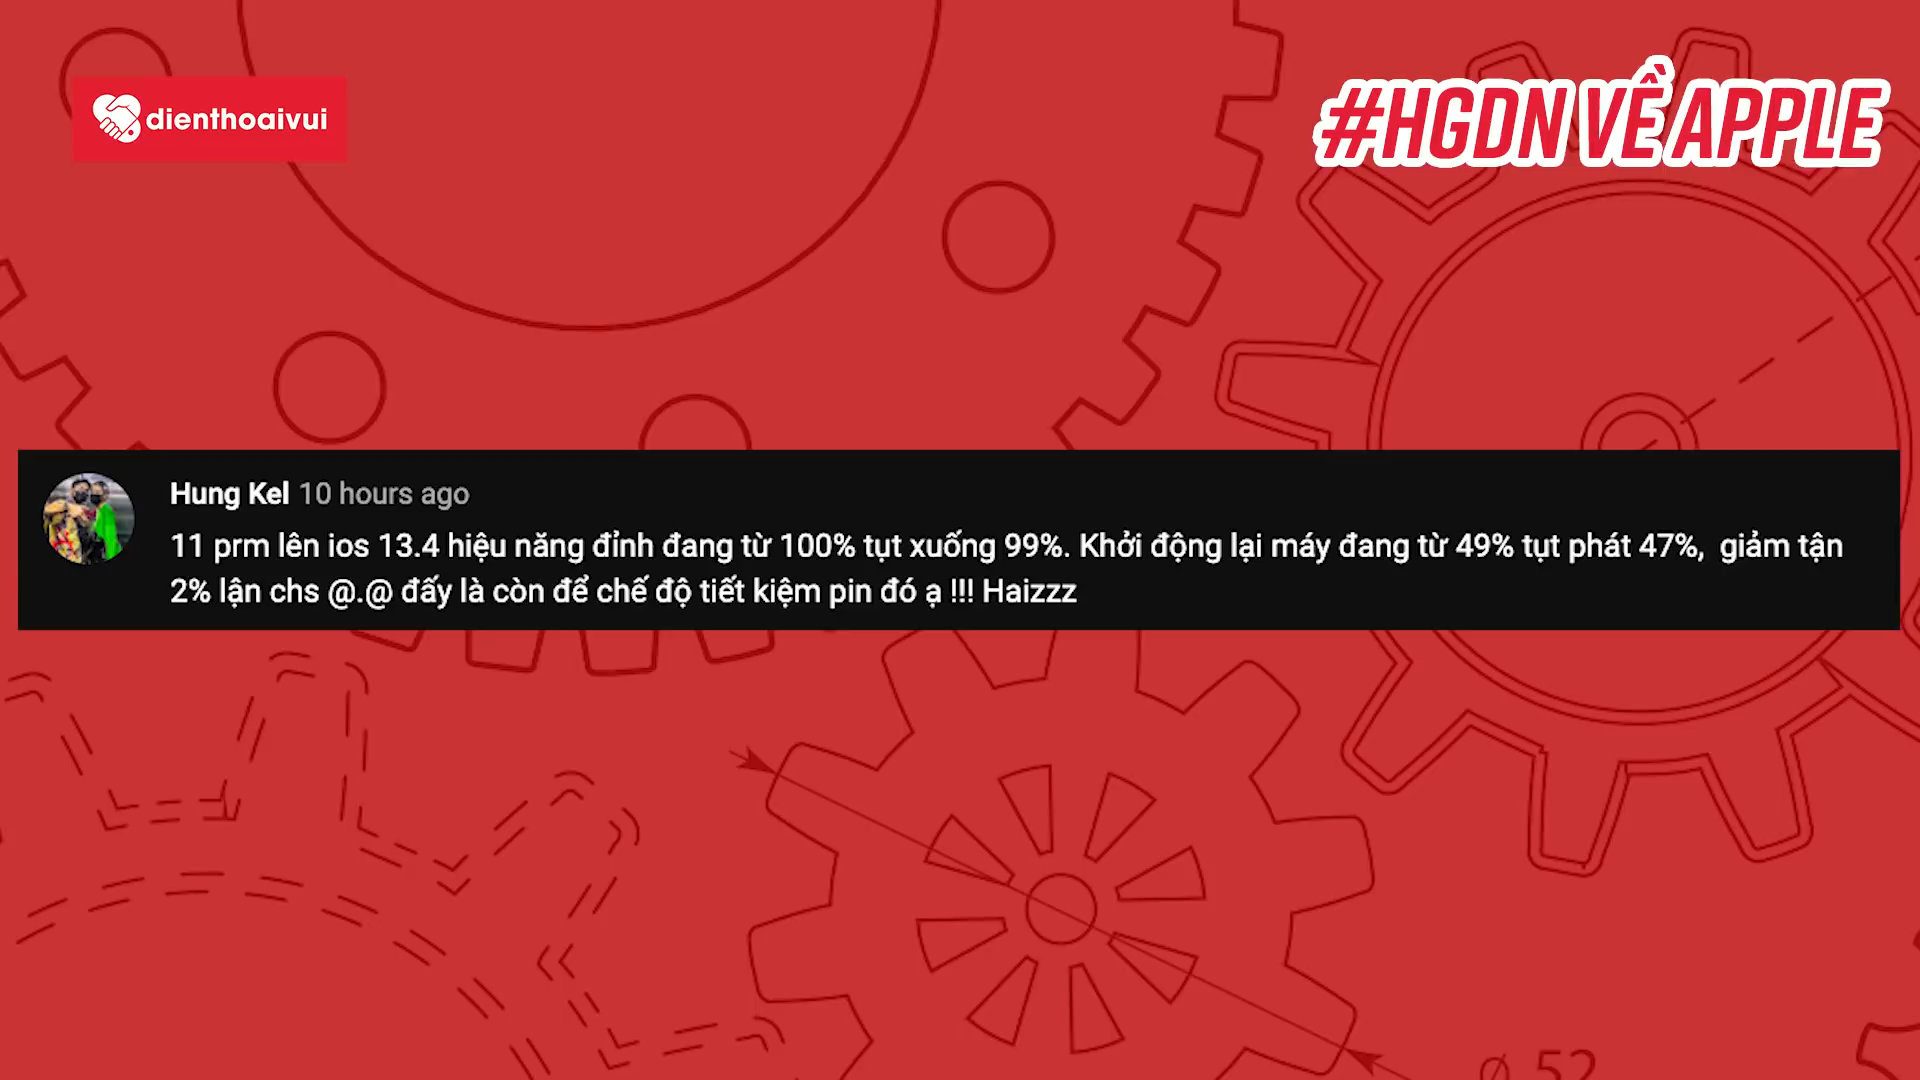 dienthoaivui
#HGDN VỀ APPLE
Hung Kel 10 hours ago
11 prm lên ios 13.4 hiệu năng đỉnh đang từ 100% tụt xuống 99%. Khởi động lại máy đang từ 49% tụt phát 47%, giảm tận
2% lận chs @.@ đấy là còn để chế độ tiết kiệm pin đó ạ !!! Haizzz
Ø 52